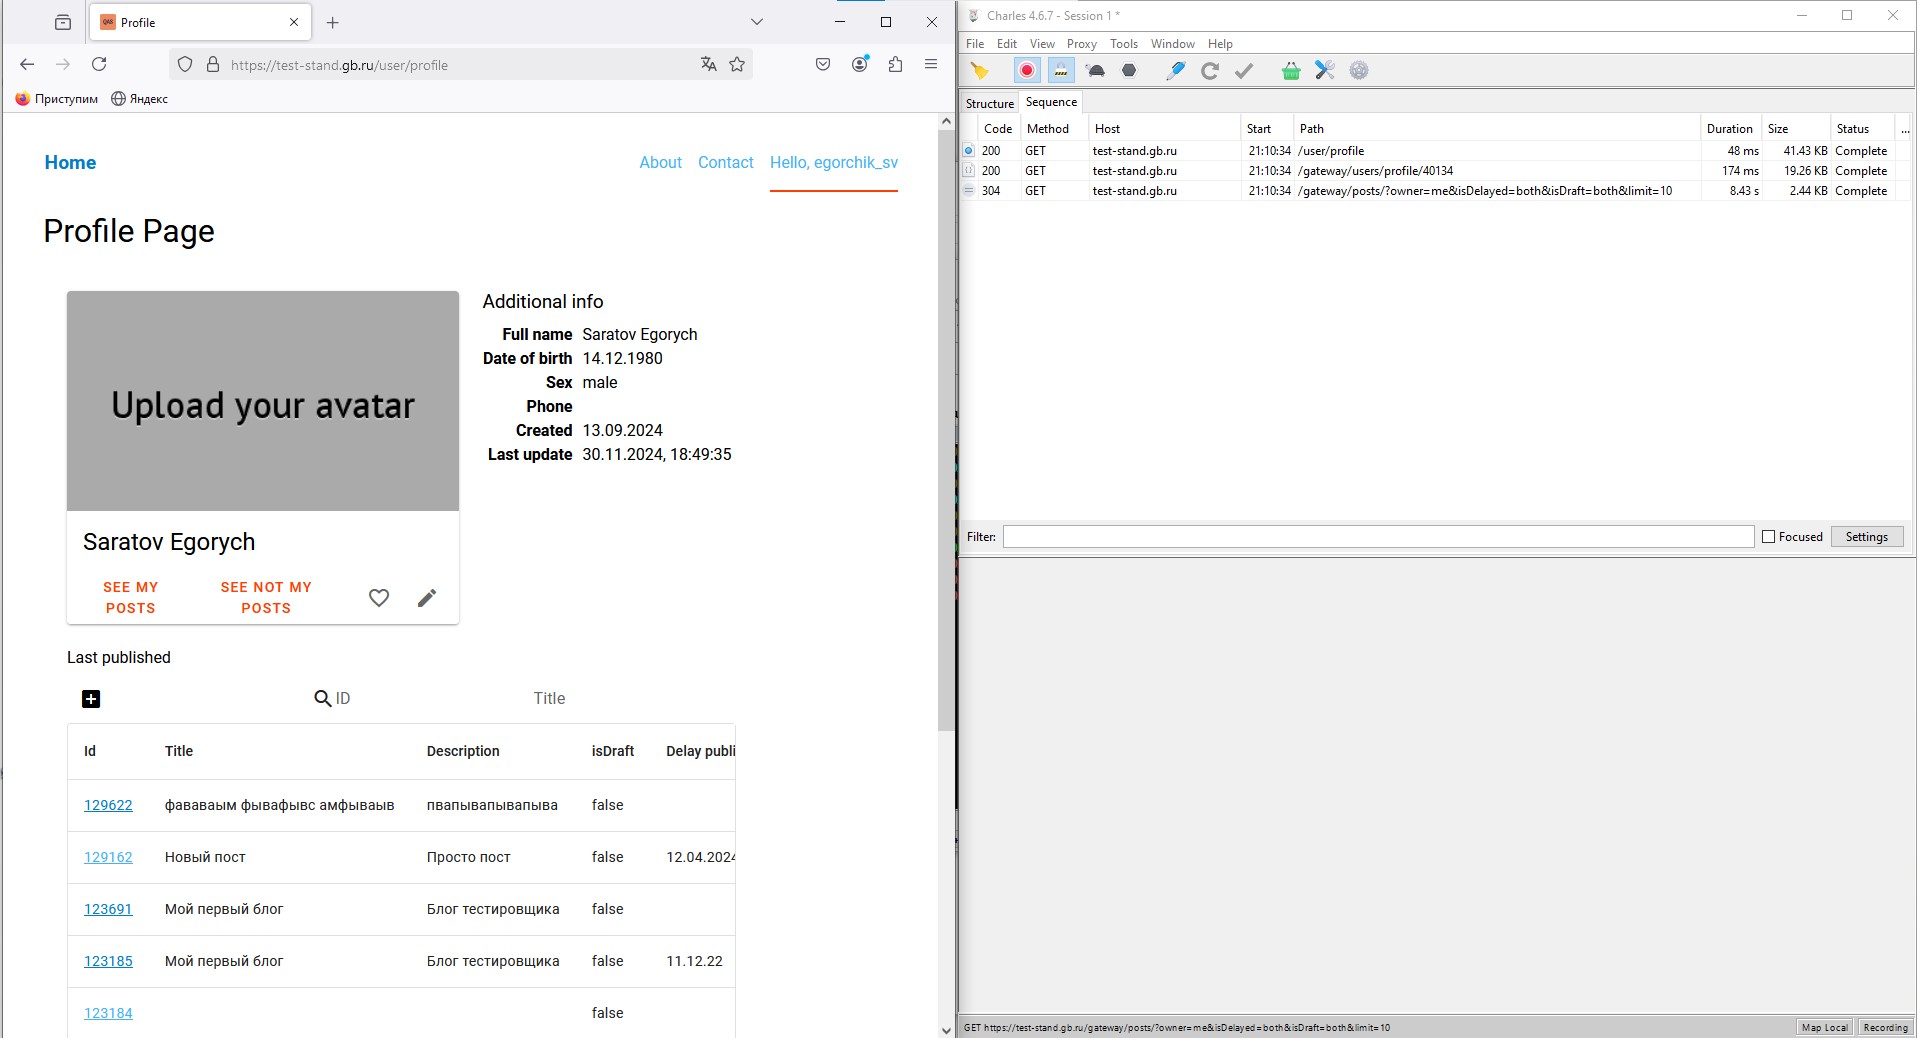 Profile
https://test-stand.gb.ru/user/profile
Приступим
Яндекс
Home
About
Contact
Hello, egorchik_sv
Profile Page
Upload your avatar
Additional info
Full name Saratov Egorych
Date of birth 14.12.1980
Sex male
Phone
Created 13.09.2024
Last update 30.11.2024, 18:49:35
Saratov Egorych
SEE MY
POSTS
SEE NOT MY
POSTS
Last published
ID
Title
Id Title Description isDraft Delay publi
129622 фававаым фывафывс амфываыв пвапывапывапыва false
129162 Новый пост Просто пост false 12.04.2024
123691 Мой первый блог Блог тестировщика false
123185 Мой первый блог Блог тестировщика false 11.12.22
123184 false
Charles 4.6.7 - Session 1 *
File Edit View Proxy Tools Window Help
Structure Sequence
Code Method Host Start Path Duration Size Status ...
200 GET test-stand.gb.ru 21:10:34 /user/profile 48 ms 41.43 KB Complete
200 GET test-stand.gb.ru 21:10:34 /gateway/users/profile/40134 174 ms 19.26 KB Complete
304 GET test-stand.gb.ru 21:10:34 /gateway/posts/?owner=me&isDelayed=both&isDraft=both&limit=10 8.43 s 2.44 KB Complete
Filter:
Focused
Settings
GET https://test-stand.gb.ru/gateway/posts/?owner=me&isDelayed=both&isDraft=both&limit=10
Map Local
Recording